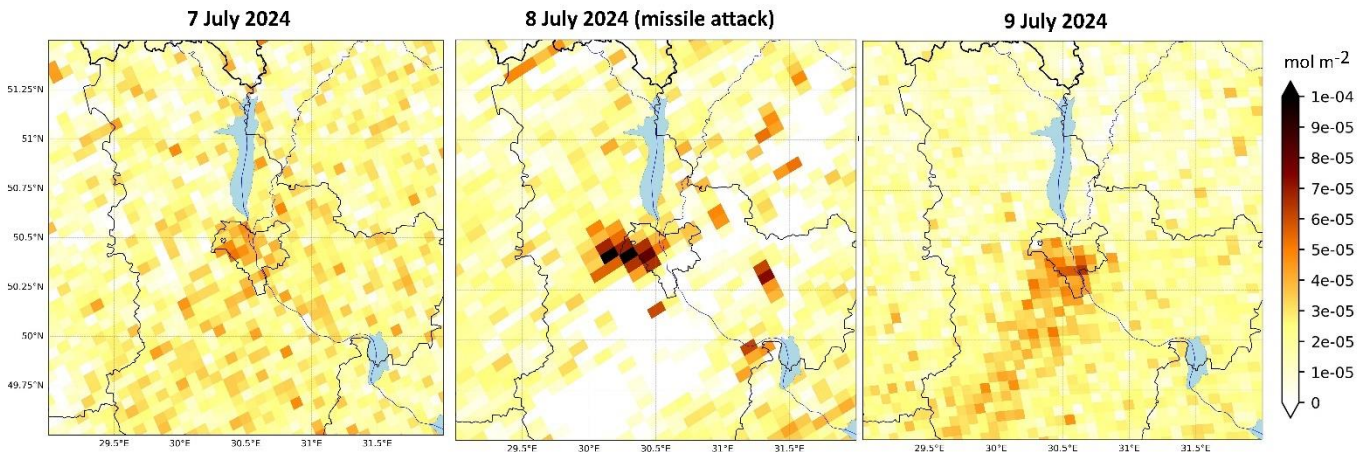 7 July 2024
8 July 2024 (missile attack)
9 July 2024
mol m⁻²
51.25°N
51°N
50.75°N
50.5°N
50.25°N
50°N
49.75°N
1e-04
9e-05
8e-05
7e-05
6e-05
5e-05
4e-05
3e-05
2e-05
1e-05
0
29.5°E 30°E 30.5°E 31°E 31.5°E
29.5°E 30°E 30.5°E 31°E 31.5°E
29.5°E 30°E 30.5°E 31°E 31.5°E